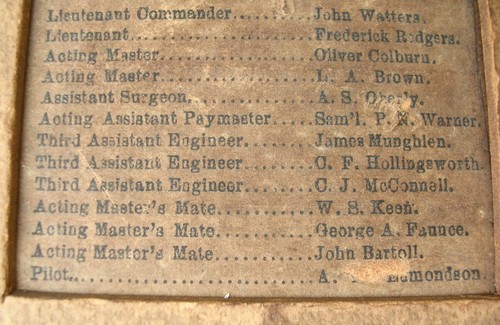 Lieutenant Commander..........John Watters.
Lieutenant....................Frederick Rodgers.
Acting Master.................Oliver Colburn.
Acting Master.................L. A. Brown.
Assistant Surgeon.............A. S. Oberly.
Acting Assistant Paymaster.....Sam'l. P. Warner.
Third Assistant Engineer.......James Munghlen.
Third Assistant Engineer.......C. F. Hollingsworth.
Third Assistant Engineer.......C. J. McConnell.
Acting Master's Mate..........W. S. Keen.
Acting Master's Mate..........George A. Faunce.
Acting Master's Mate..........John Bartoll.
Pilot.........................A. Edmondson.